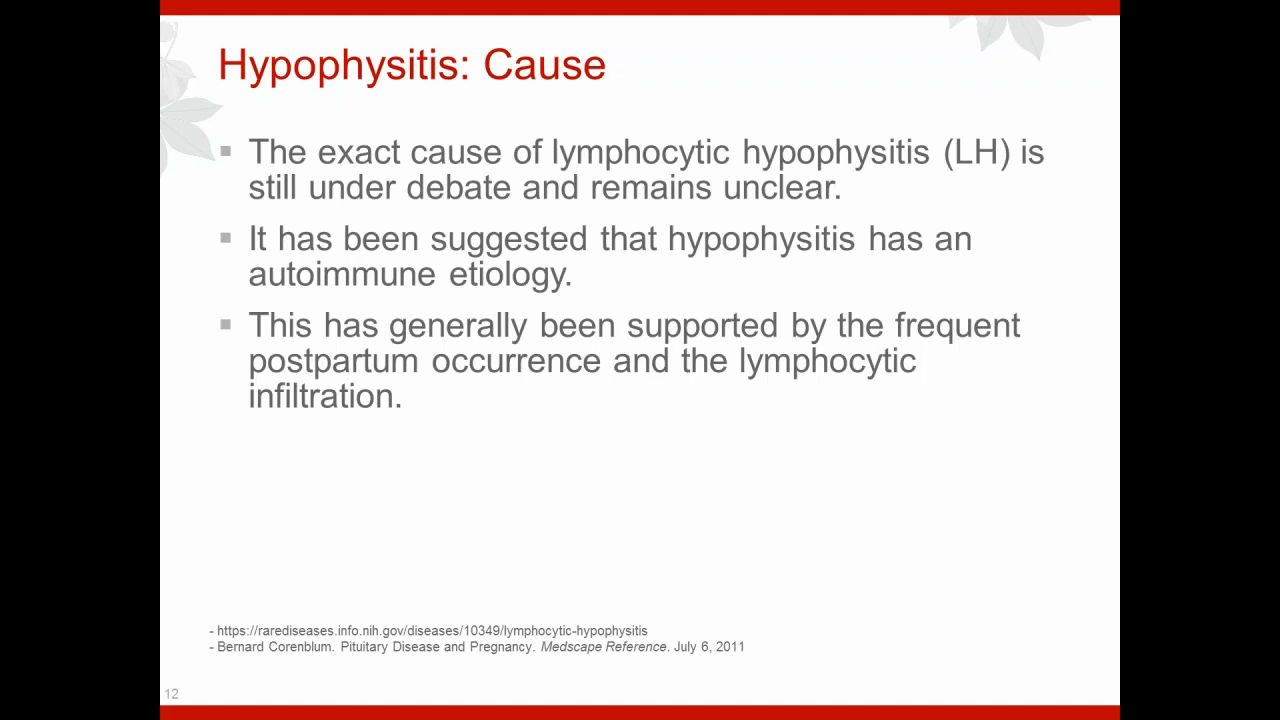 Hypophysitis: Cause
▪ The exact cause of lymphocytic hypophysitis (LH) is
still under debate and remains unclear.
▪ It has been suggested that hypophysitis has an
autoimmune etiology.
▪ This has generally been supported by the frequent
postpartum occurrence and the lymphocytic
infiltration.
- https://rarediseases.info.nih.gov/diseases/10349/lymphocytic-hypophysitis
- Bernard Corenblum. Pituitary Disease and Pregnancy. Medscape Reference. July 6, 2011
12